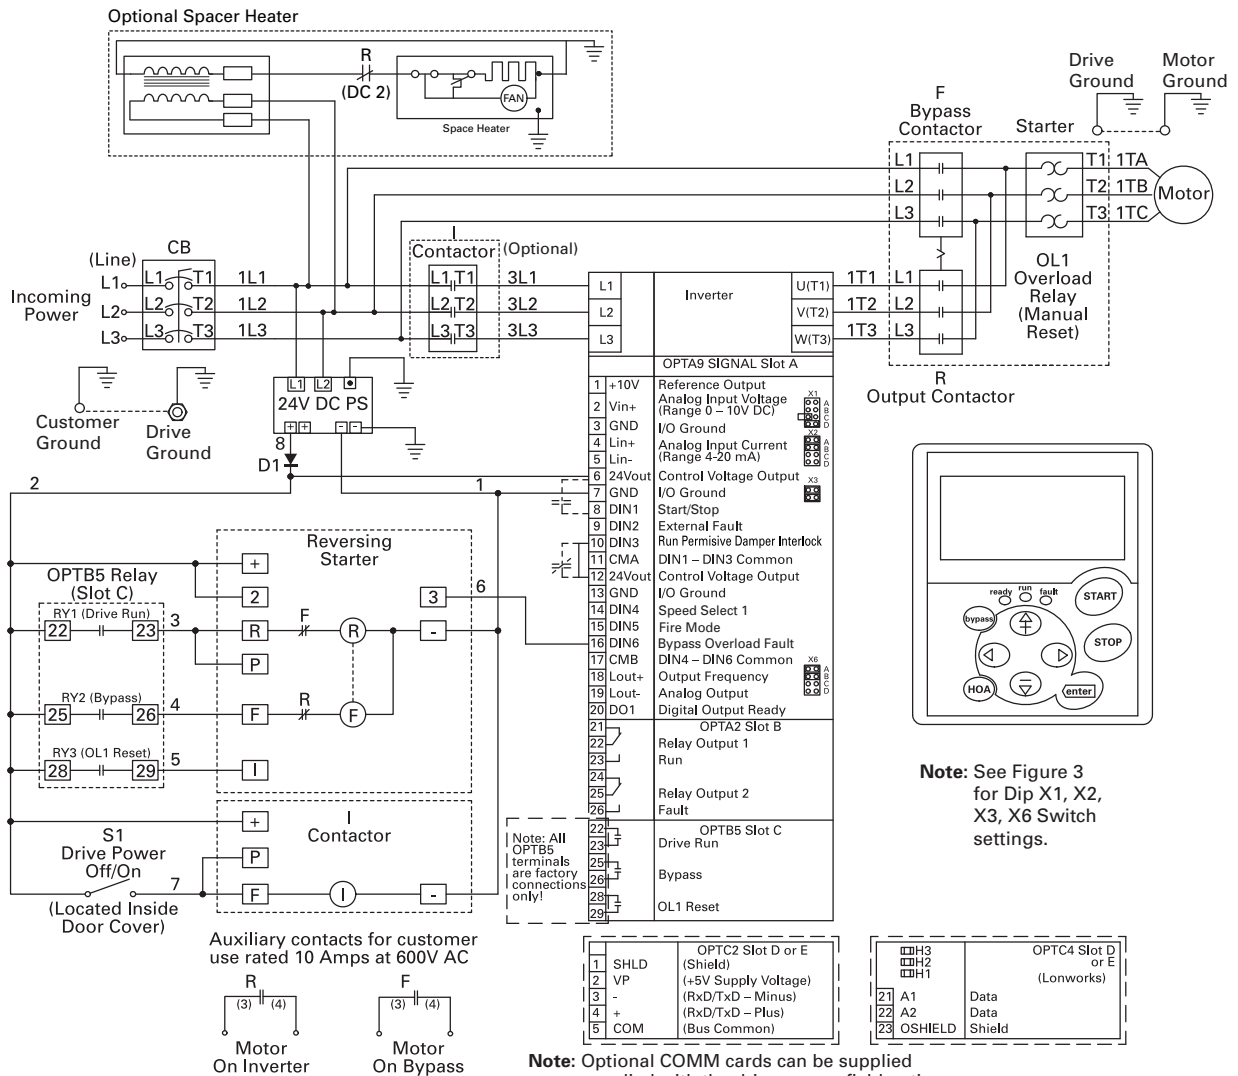 Optional Spacer Heater
R
(DC 2)
FAN
Space Heater
Drive Ground
Motor Ground
F
Bypass
Contactor
Starter
L1
T1 1TA
L2
T2 1TB
Motor
L3
T3 1TC
OL1
Overload
Relay
(Manual
Reset)
CB
(Line)
I
Contactor (Optional)
Incoming
Power
L1 L1 T1 1L1 L1 T1 3L1
L2 L2 T2 1L2 L2 T2 3L2
L3 L3 T3 1L3 L3 T3 3L3
L1 Inverter U(T1) 1T1 L1
L2 V(T2) 1T2 L2
L3 W(T3) 1T3 L3
R
Output Contactor
Customer
Ground
Drive
Ground
L1 L2
24V DC PS
+ + - -
8
D1
2
1
OPTA9 SIGNAL Slot A
1 +10V Reference Output
2 Vin+ Analog Input Voltage
(Range 0 – 10V DC)
3 GND I/O Ground
4 Lin+ Analog Input Current
5 Lin- (Range 4-20 mA)
6 24Vout Control Voltage Output
7 GND I/O Ground
8 DIN1 Start/Stop
9 DIN2 External Fault
10 DIN3 Run Permisive Damper Interlock
11 CMA DIN1 – DIN3 Common
12 24Vout Control Voltage Output
13 GND I/O Ground
14 DIN4 Speed Select 1
15 DIN5 Fire Mode
16 DIN6 Bypass Overload Fault
17 CMB DIN4 – DIN6 Common
18 Lout+ Output Frequency
19 Lout- Analog Output
20 DO1 Digital Output Ready
X1
A
B
C
D
X2
A
B
C
D
X3
X6
A
B
C
D
21 OPTA2 Slot B
22 Relay Output 1
23 Run
24
25 Relay Output 2
26 Fault
22 OPTB5 Slot C
23 Drive Run
25
26 Bypass
28
29 OL1 Reset
Note: All
OPTB5
terminals
are factory
connections
only!
Reversing
Starter
OPTB5 Relay
(Slot C)
+
2
3 6
RY1 (Drive Run)
22 23 3 R F R -
P
RY2 (Bypass)
25 26 4 F R F
RY3 (OL1 Reset)
28 29 5 I
S1
Drive Power
Off/On
7
(Located Inside
Door Cover)
+
I
Contactor
P
F I -
ready run fault
START
bypass
STOP
HOA
enter
Note: See Figure 3
for Dip X1, X2,
X3, X6 Switch
settings.
Auxiliary contacts for customer
use rated 10 Amps at 600V AC
R
(3) (4)
Motor
On Inverter
F
(3) (4)
Motor
On Bypass
OPTC2 Slot D or E
1 SHLD (Shield)
2 VP (+5V Supply Voltage)
3 - (RxD/TxD – Minus)
4 + (RxD/TxD – Plus)
5 COM (Bus Common)
H3 OPTC4 Slot D
H2 or E
H1 (Lonworks)
21 A1 Data
22 A2 Data
23 OSHIELD Shield
Note: Optional COMM cards can be supplied